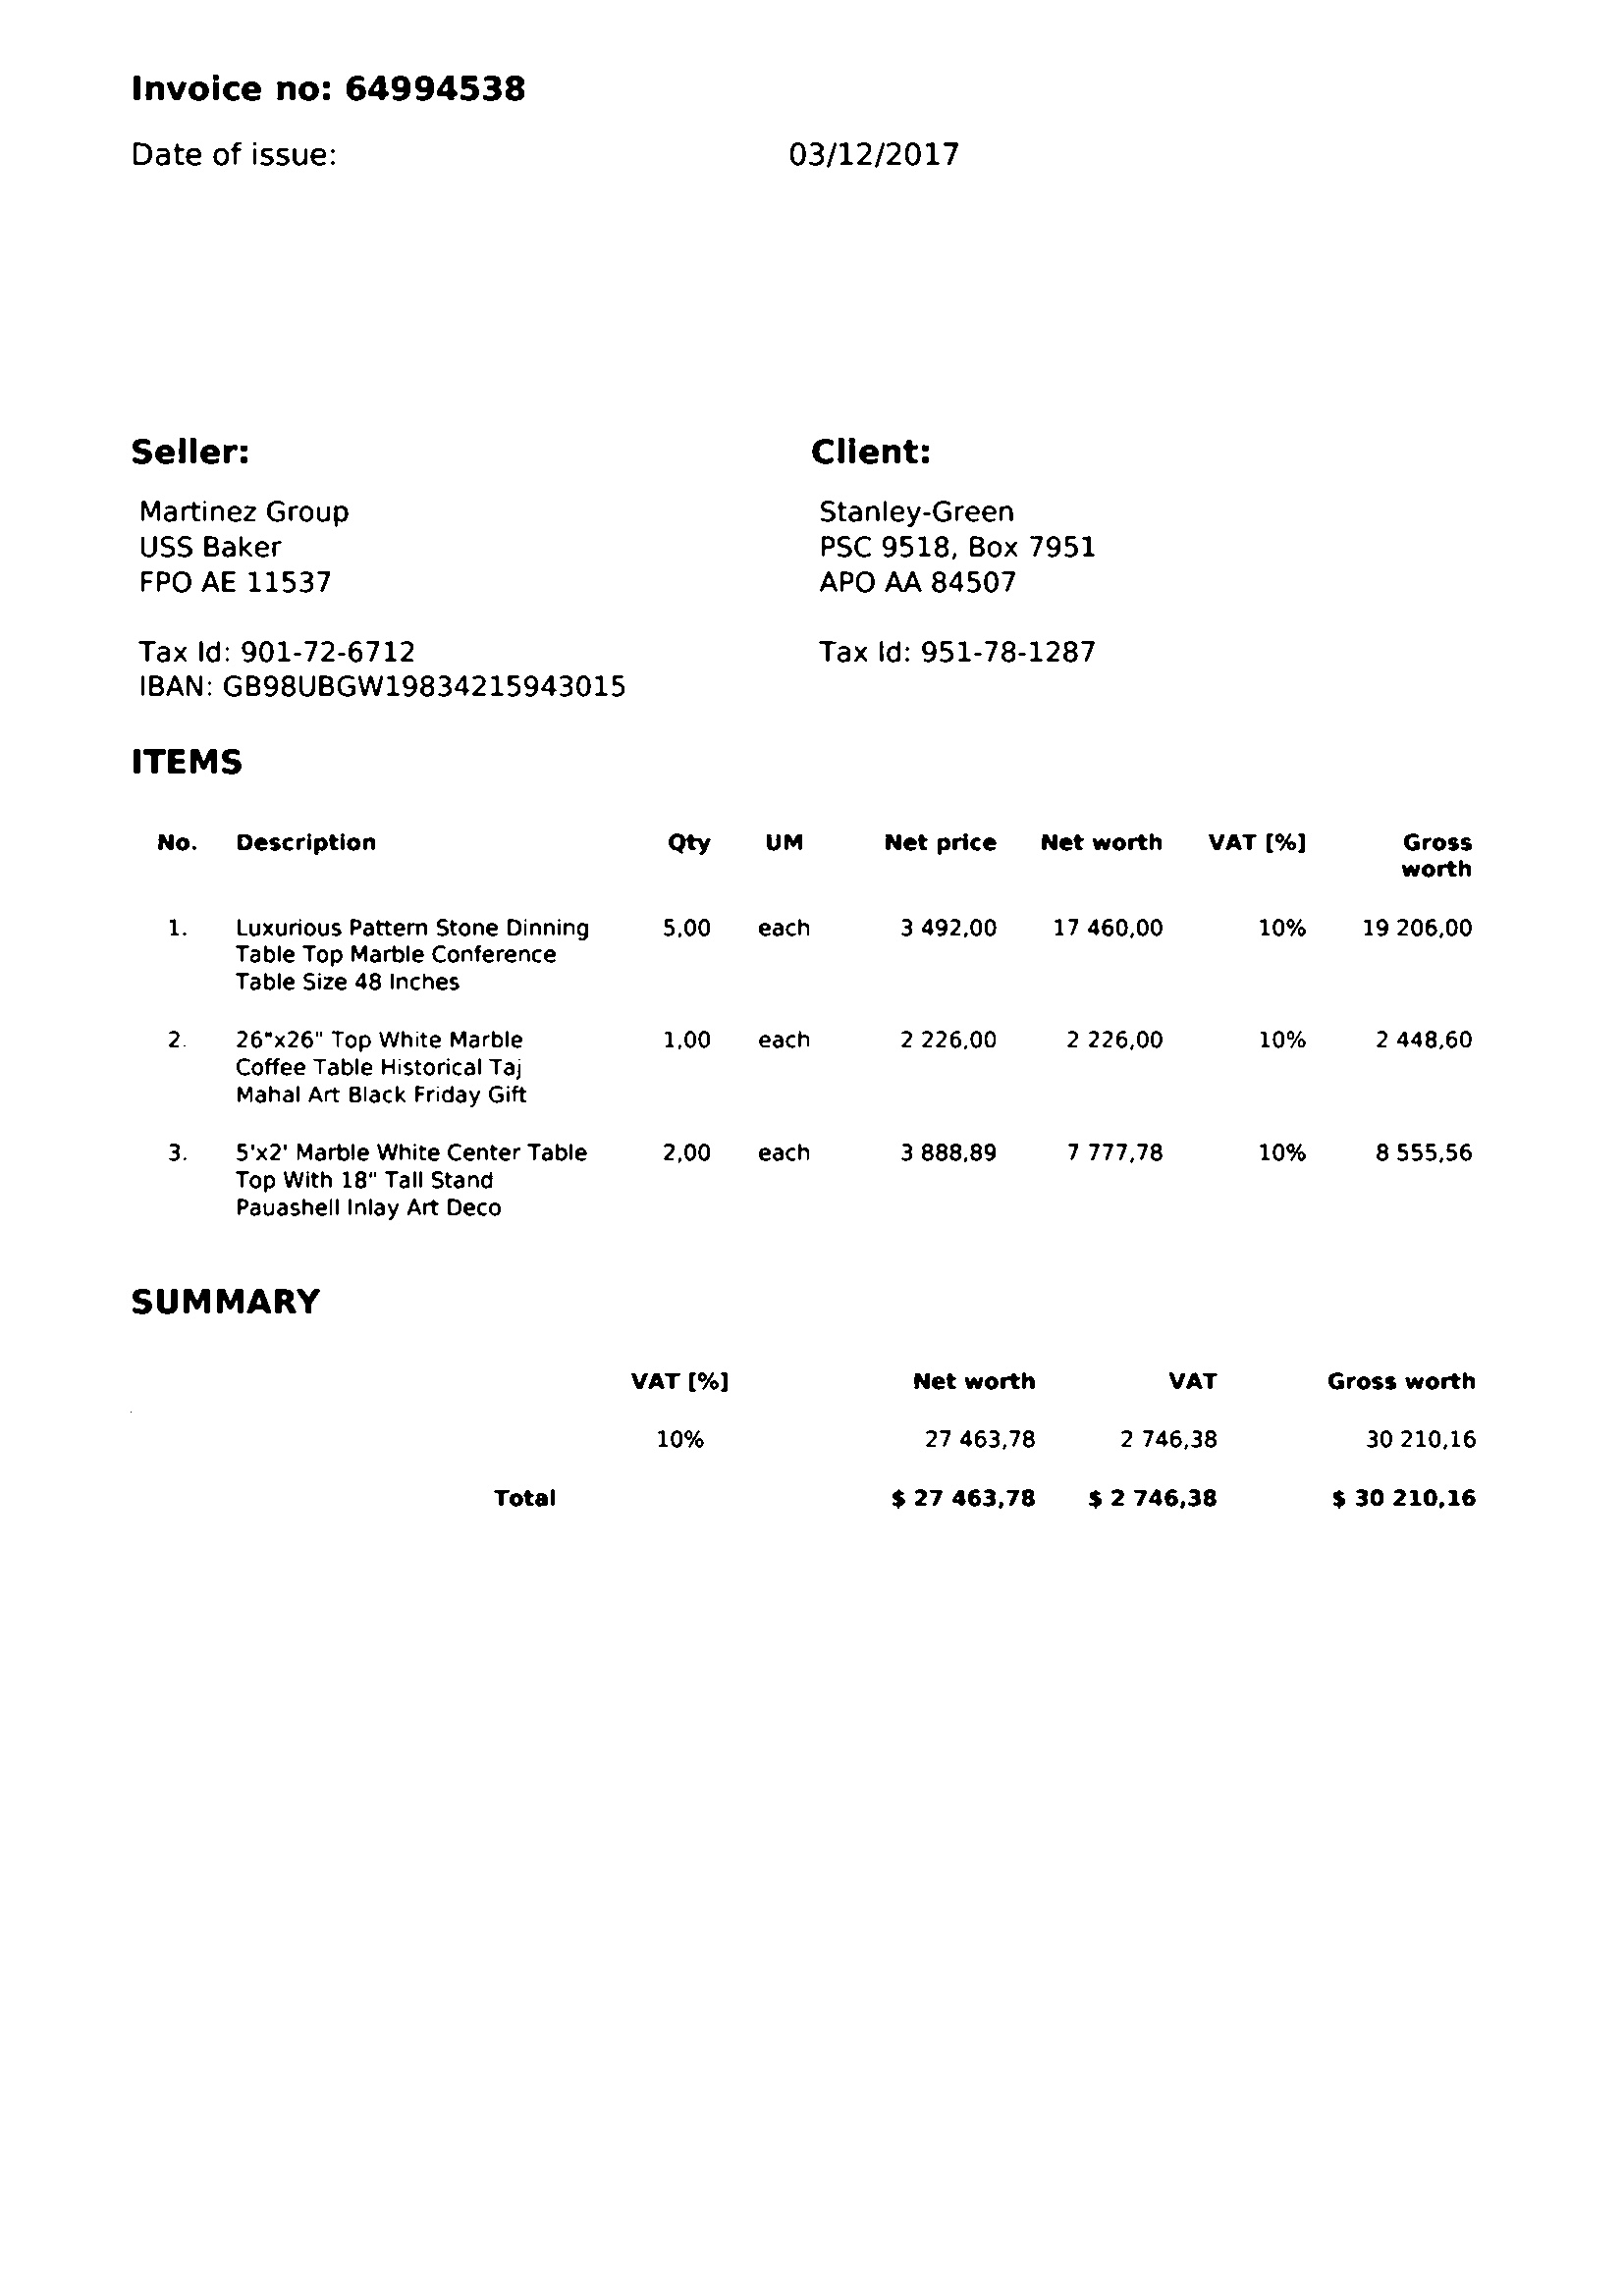 Invoice no: 64994538
Date of issue: 03/12/2017
Seller:
Martinez Group
USS Baker
FPO AE 11537
Tax Id: 901-72-6712
IBAN: GB98UBGW19834215943015
Client:
Stanley-Green
PSC 9518, Box 7951
APO AA 84507
Tax Id: 951-78-1287
ITEMS
No. Description Qty UM Net price Net worth VAT [%] Gross
worth
1. Luxurious Pattern Stone Dinning 5,00 each 3 492,00 17 460,00 10% 19 206,00
Table Top Marble Conference
Table Size 48 Inches
2. 26"x26" Top White Marble 1,00 each 2 226,00 2 226,00 10% 2 448,60
Coffee Table Historical Taj
Mahal Art Black Friday Gift
3. 5'x2' Marble White Center Table 2,00 each 3 888,89 7 777,78 10% 8 555,56
Top With 18" Tall Stand
Pauashell Inlay Art Deco
SUMMARY
VAT [%] Net worth VAT Gross worth
10% 27 463,78 2 746,38 30 210,16
Total $ 27 463,78 $ 2 746,38 $ 30 210,16